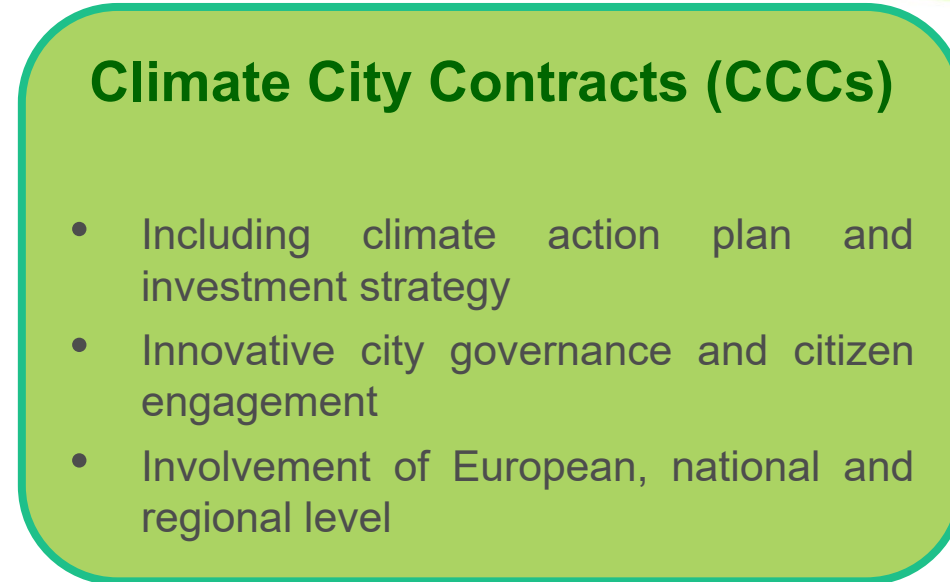 Climate City Contracts (CCCs)
• Including climate action plan and
investment strategy
• Innovative city governance and citizen
engagement
• Involvement of European, national and
regional level